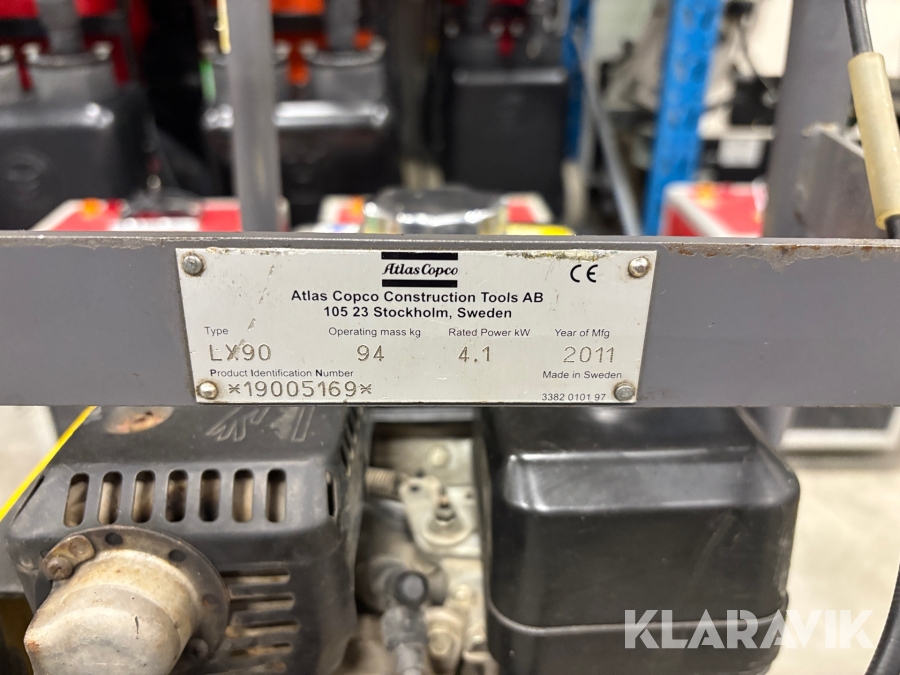 Atlas Copco
CE
Atlas Copco Construction Tools AB
105 23 Stockholm, Sweden
Type Operating mass kg Rated Power kW Year of Mfg
LX90 94 4.1 2011
Product Identification Number Made in Sweden
*19005169*
3382 0101 97
KLARAVIK